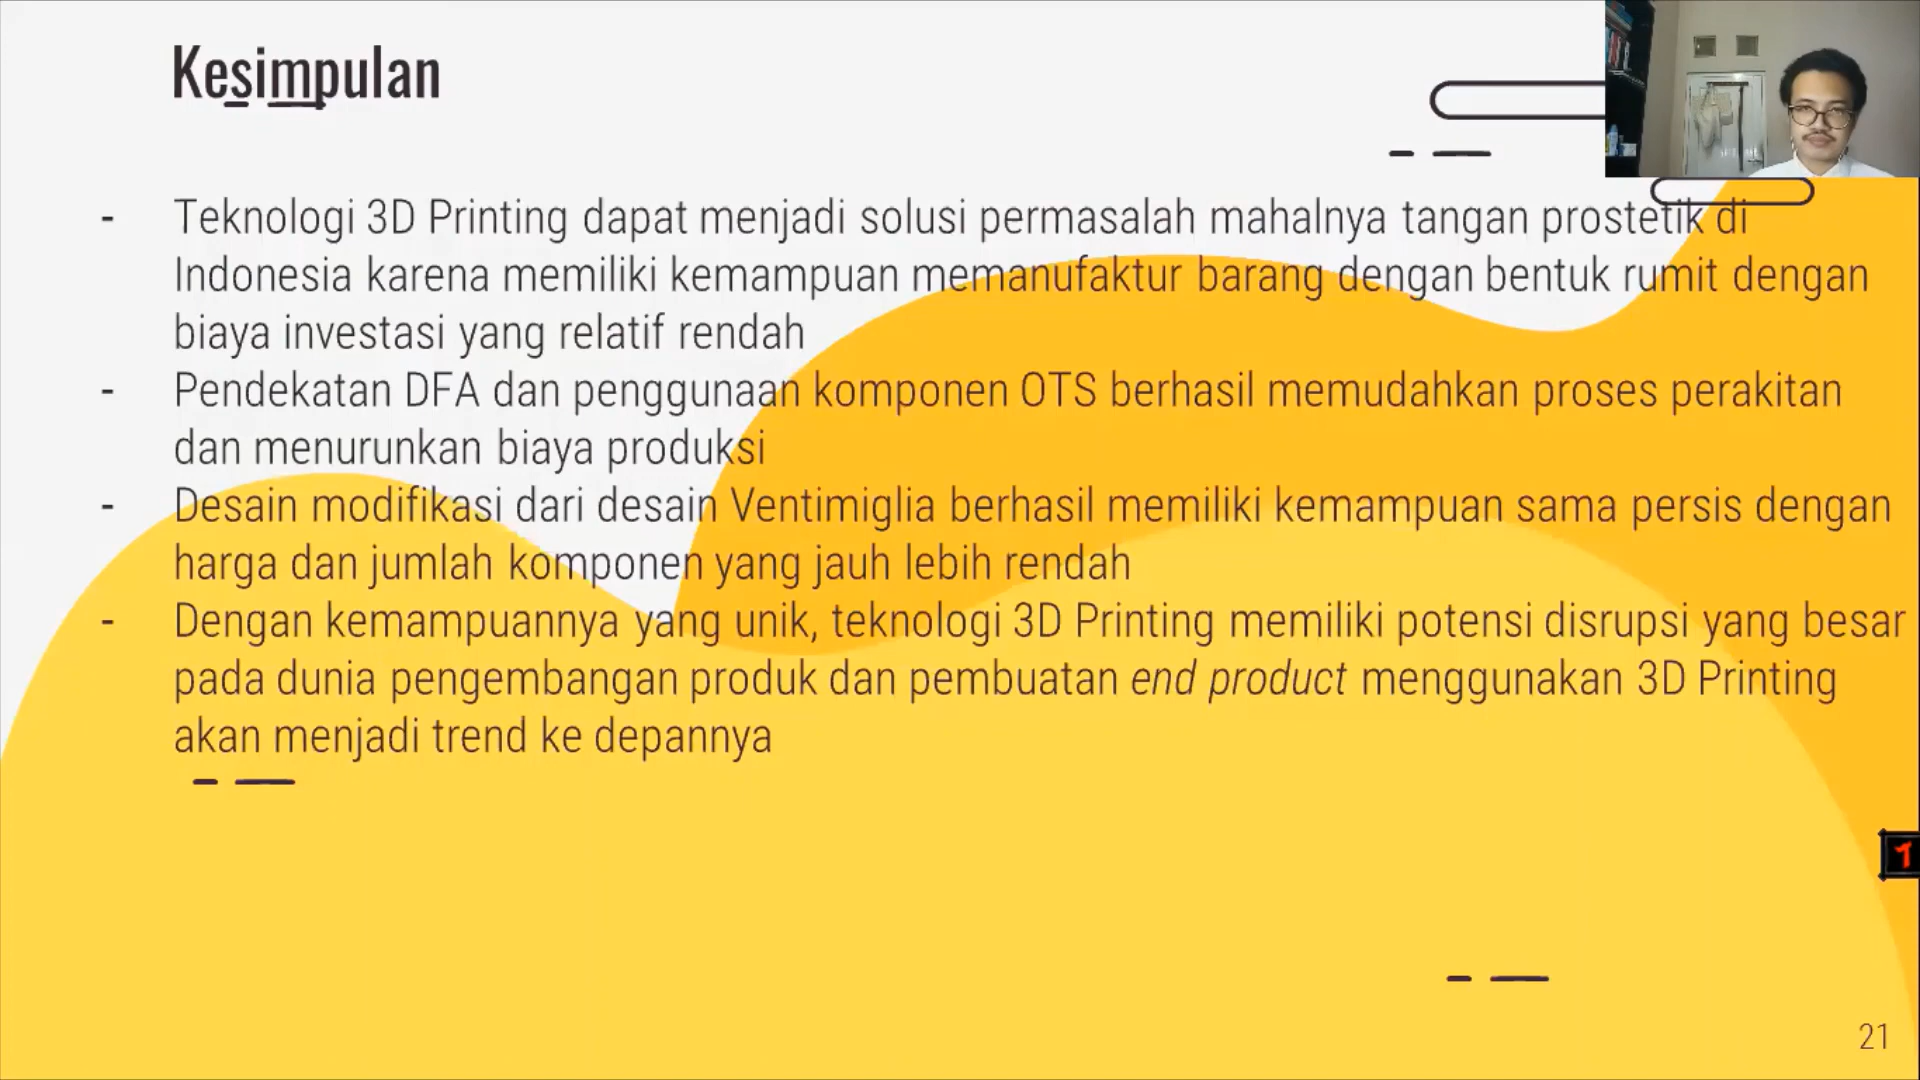 Kesimpulan
- Teknologi 3D Printing dapat menjadi solusi permasalah mahalnya tangan prostetik di
Indonesia karena memiliki kemampuan memanufaktur barang dengan bentuk rumit dengan
biaya investasi yang relatif rendah
- Pendekatan DFA dan penggunaan komponen OTS berhasil memudahkan proses perakitan
dan menurunkan biaya produksi
- Desain modifikasi dari desain Ventimiglia berhasil memiliki kemampuan sama persis dengan
harga dan jumlah komponen yang jauh lebih rendah
- Dengan kemampuannya yang unik, teknologi 3D Printing memiliki potensi disrupsi yang besar
pada dunia pengembangan produk dan pembuatan end product menggunakan 3D Printing
akan menjadi trend ke depannya
21